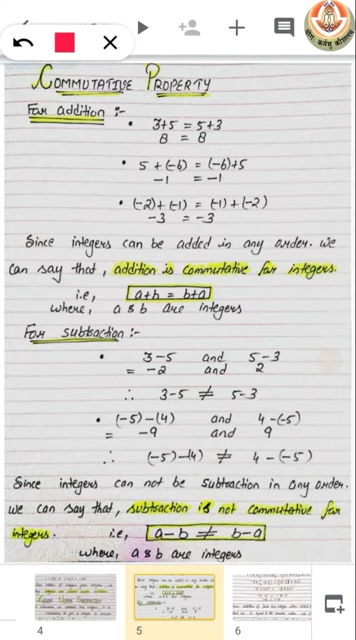 COMMUTATIVE PROPERTY
For addition :-
• 3+5 = 5+3
8 = 8
• 5 + (-6) = (-6)+5
-1 = -1
• (-2)+(-1) = (-1)+(-2)
-3 = -3
Since integers can be added in any order. We
can say that, addition is commutative for integers.
i.e, a+b = b+a
where, a & b are integers
For subtraction :-
• 3-5 and 5-3
= -2 and 2
∴ 3-5 ≠ 5-3
• (-5)-(4) and 4-(-5)
= -9 and 9
∴ (-5)-(4) ≠ 4-(-5)
Since integers can not be subtraction in any order.
we can say that, subtraction is not commutative for
integers. i.e, a-b ≠ b-a
where, a & b are integers
4
5
6